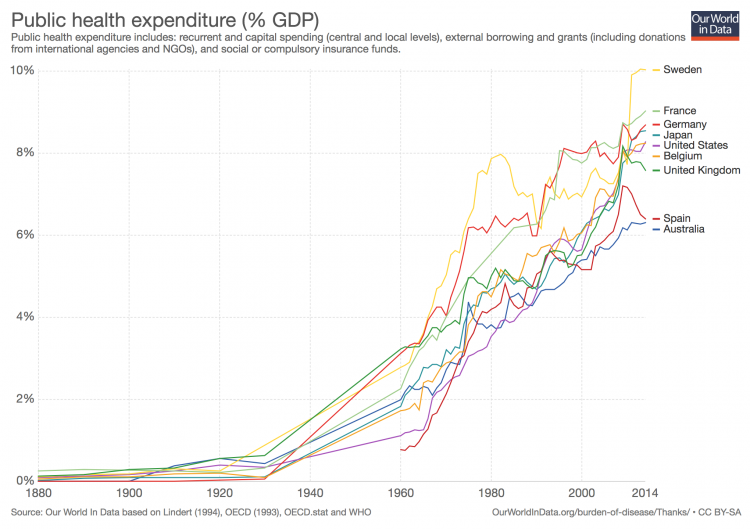 Public health expenditure (% GDP)
Our World
in Data
Public health expenditure includes: recurrent and capital spending (central and local levels), external borrowing and grants (including donations
from international agencies and NGOs), and social or compulsory insurance funds.
10%
8%
6%
4%
2%
0%
1880
1900
1920
1940
1960
1980
2000
2014
Sweden
France
Germany
Japan
United States
Belgium
United Kingdom
Spain
Australia
Source: Our World In Data based on Lindert (1994), OECD (1993), OECD.stat and WHO
OurWorldInData.org/burden-of-disease/Thanks/ • CC BY-SA